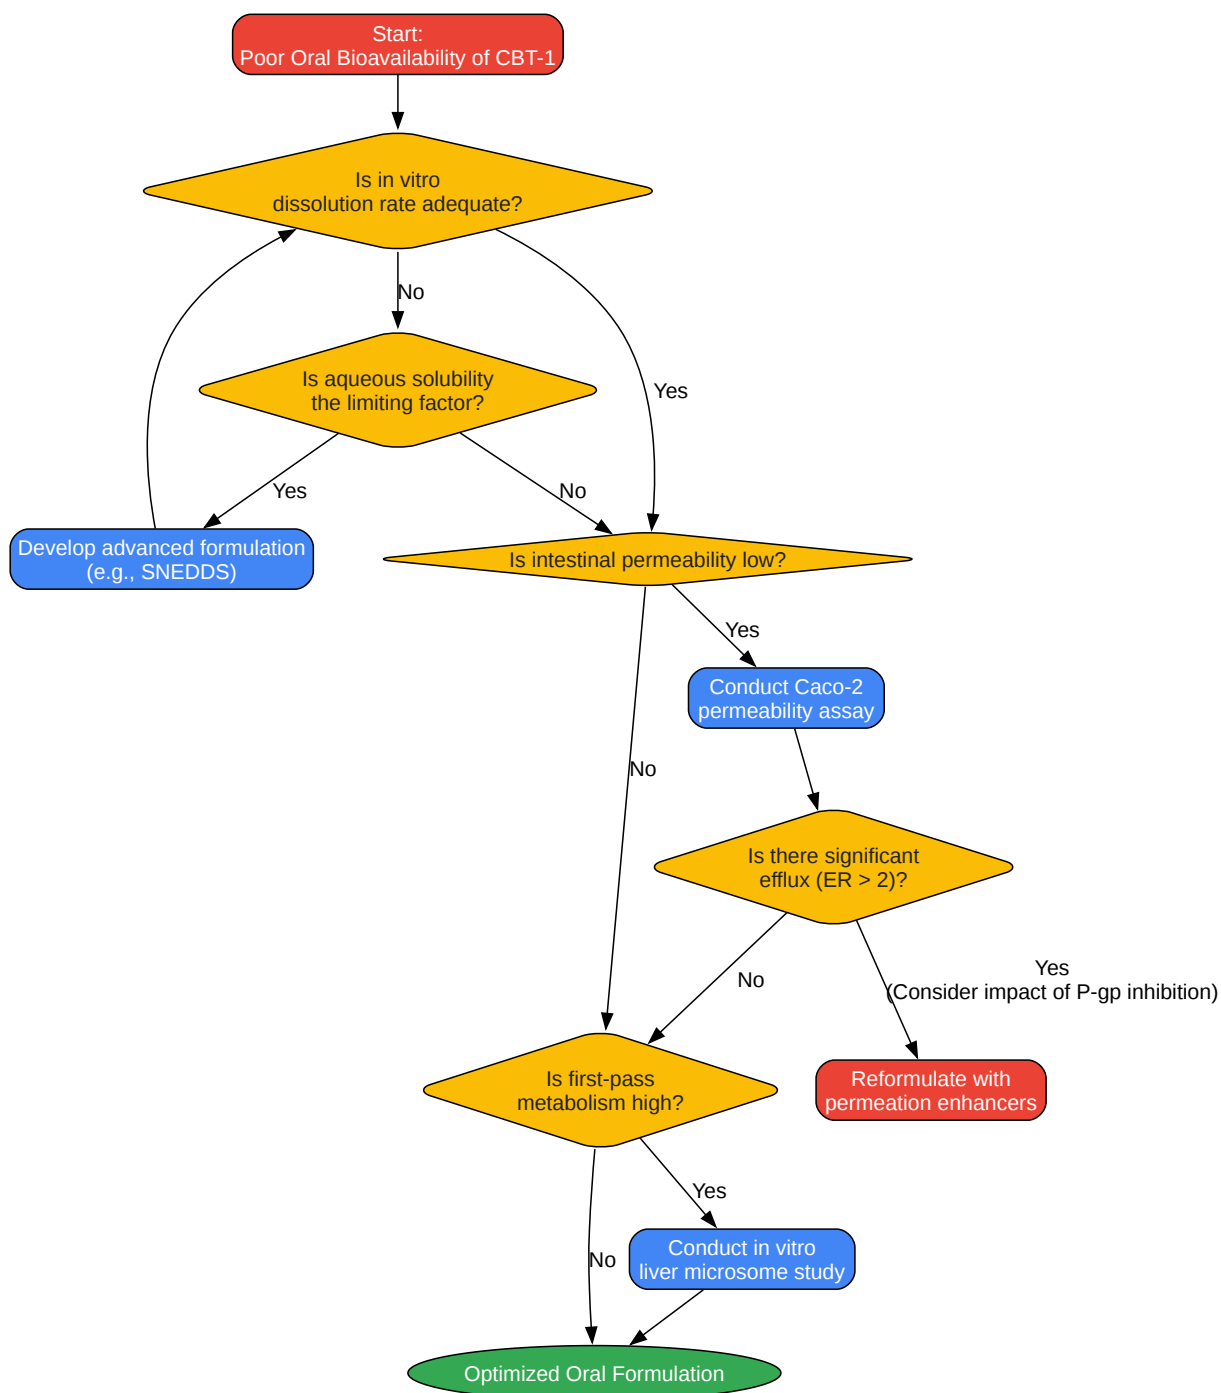 Start:
Poor Oral Bioavailability of CBT-1
Is in vitro
dissolution rate adequate?
No
Is aqueous solubility
the limiting factor?
Yes
Yes
No
Develop advanced formulation
(e.g., SNEDDS)
Is intestinal permeability low?
Yes
Conduct Caco-2
permeability assay
No
Is there significant
efflux (ER > 2)?
No
Yes
(Consider impact of P-gp inhibition)
Is first-pass
metabolism high?
Reformulate with
permeation enhancers
Yes
No
Conduct in vitro
liver microsome study
Optimized Oral Formulation